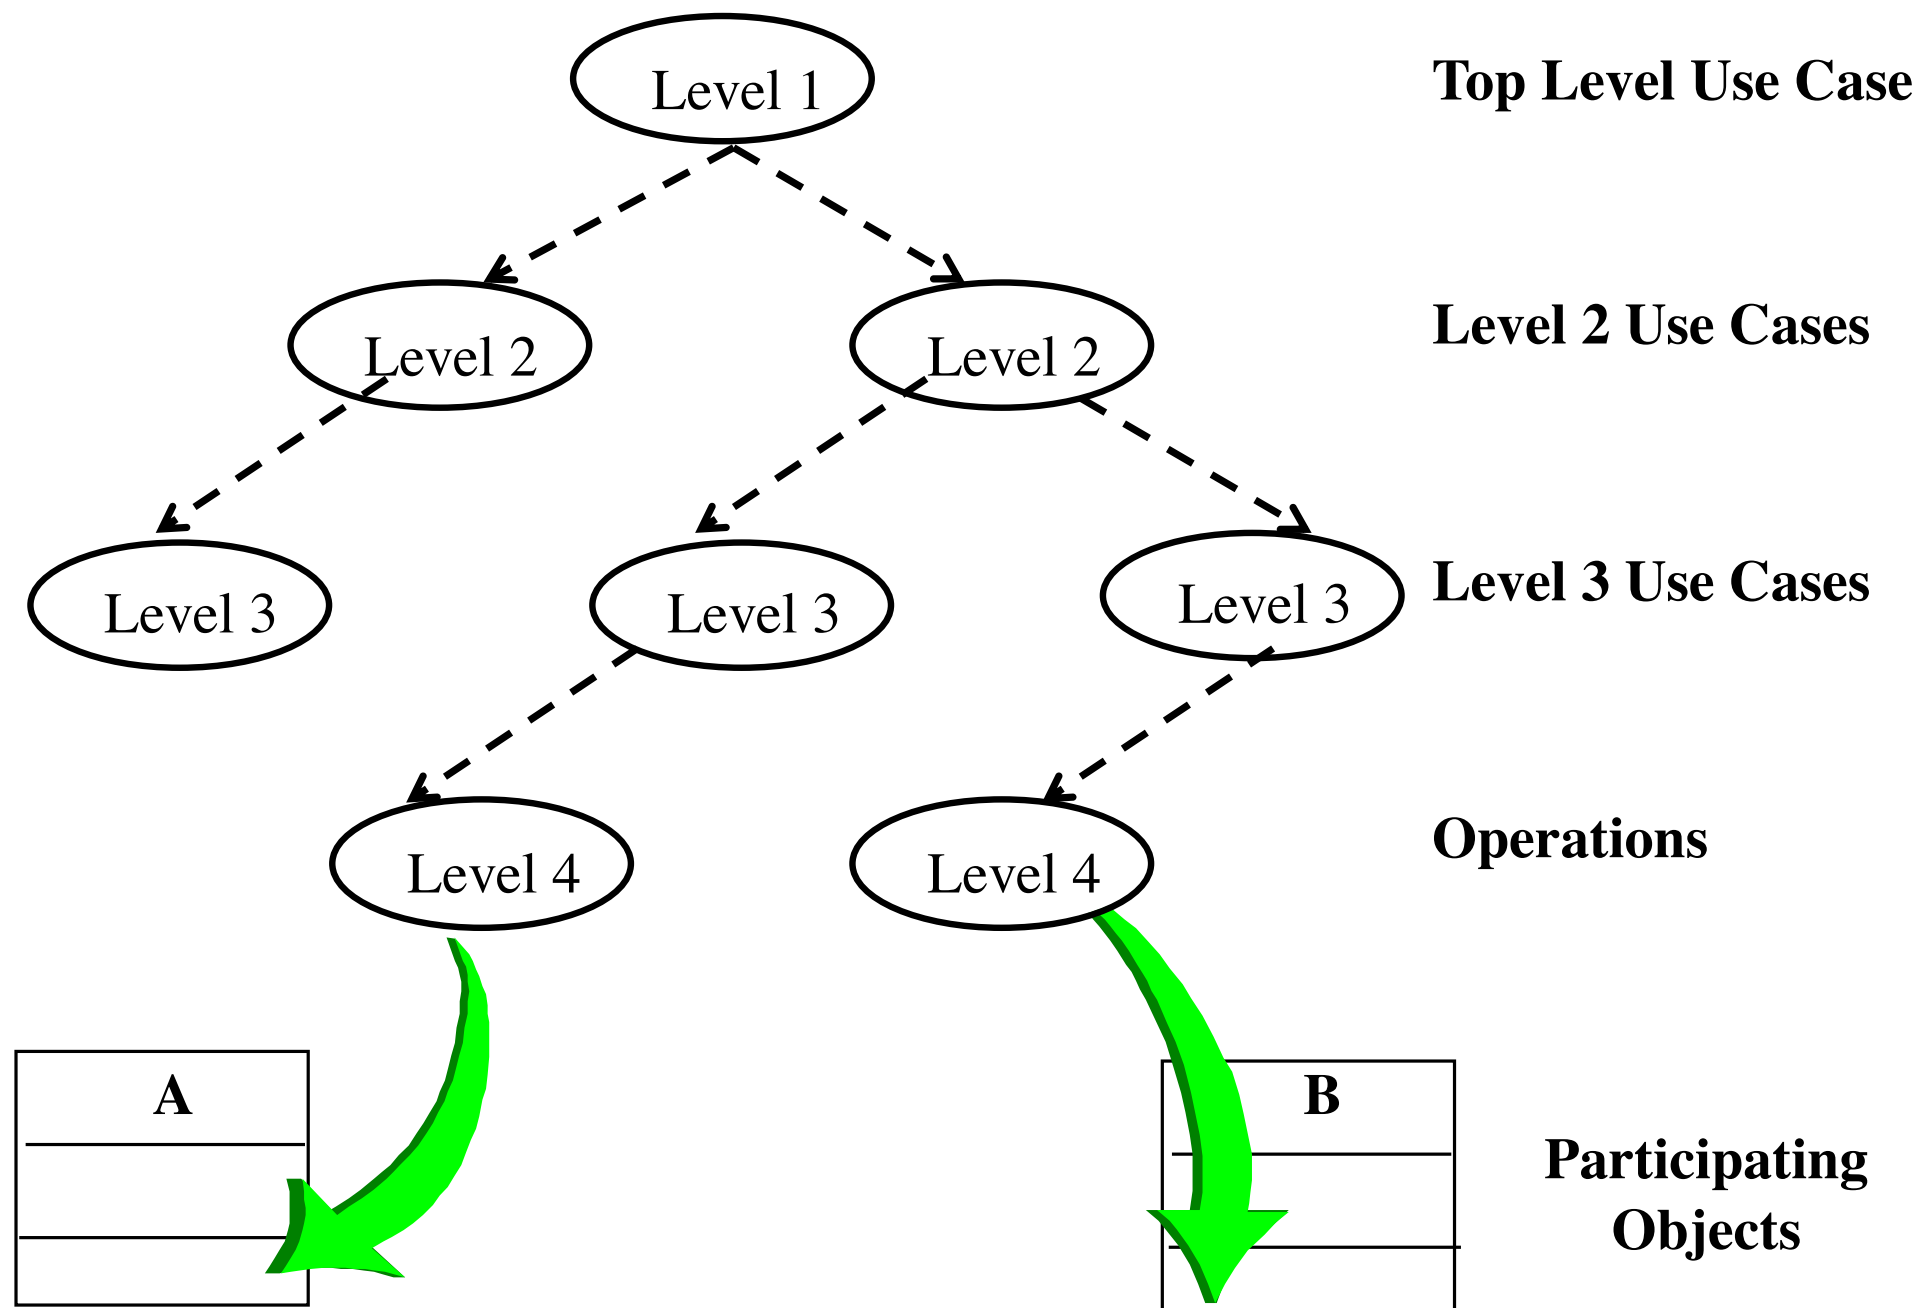 Level 1
Top Level Use Case
Level 2
Level 2
Level 2 Use Cases
Level 3
Level 3
Level 3
Level 3 Use Cases
Level 4
Level 4
Operations
A
B
Participating
Objects